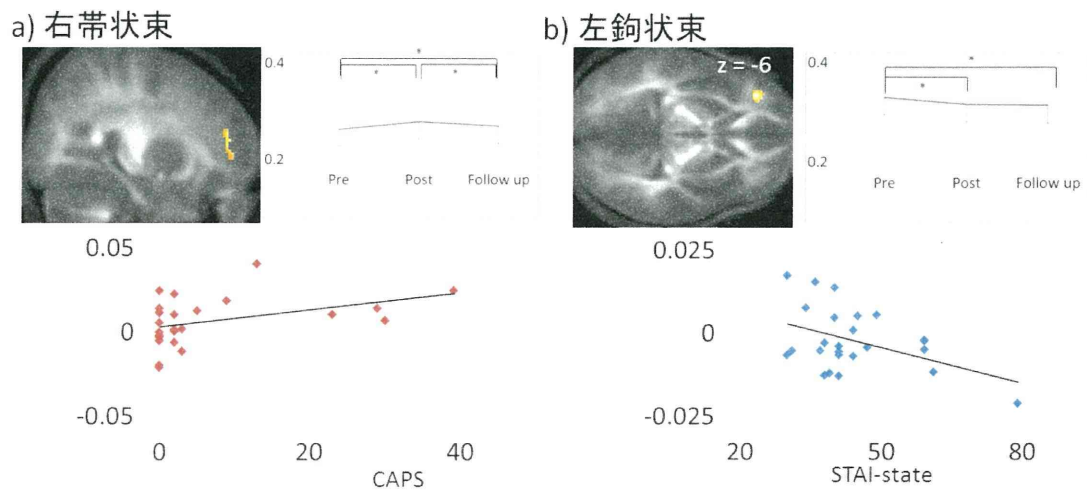 a) 右帯状束
0.4
0.2
*
*
*
Pre
Post
Follow up
0.05
0
-0.05
0
20
40
CAPS
b) 左鉤状束
z = -6
0.4
0.2
*
*
Pre
Post
Follow up
0.025
0
-0.025
20
50
80
STAI-state